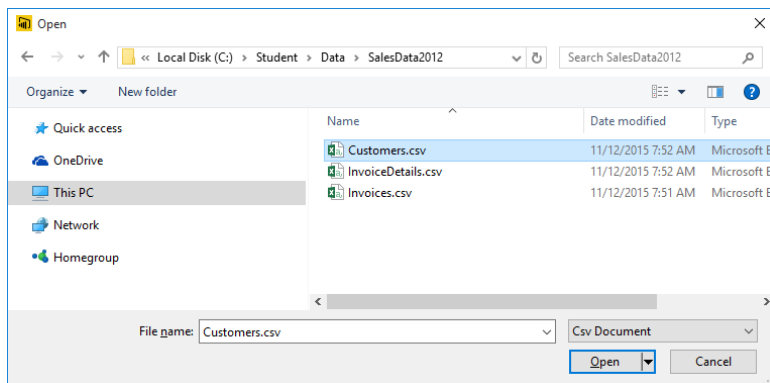 Open
« Local Disk (C:) › Student › Data › SalesData2012 Search SalesData2012
Organize New folder
Name Date modified Type
Quick access
OneDrive
This PC
Network
Homegroup
Customers.csv 11/12/2015 7:52 AM Microsoft E
InvoiceDetails.csv 11/12/2015 7:52 AM Microsoft E
Invoices.csv 11/12/2015 7:51 AM Microsoft E
File name: Customers.csv Csv Document
Open Cancel